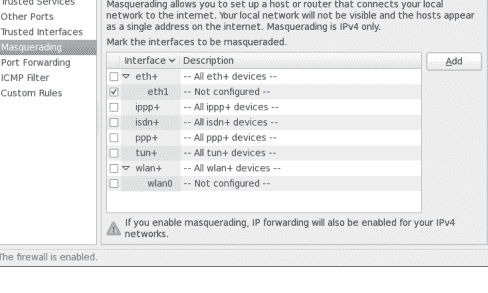 Trusted Services
Other Ports
Trusted Interfaces
Masquerading
Port Forwarding
ICMP Filter
Custom Rules
Masquerading allows you to set up a host or router that connects your local
network to the internet. Your local network will not be visible and the hosts appear
as a single address on the internet. Masquerading is IPv4 only.
Mark the interfaces to be masqueraded.
Interface Description
eth+ -- All eth+ devices --
eth1 -- Not configured --
ippp+ -- All ippp+ devices --
isdn+ -- All isdn+ devices --
ppp+ -- All ppp+ devices --
tun+ -- All tun+ devices --
wlan+ -- All wlan+ devices --
wlan0 -- Not configured --
Add
If you enable masquerading, IP forwarding will also be enabled for your IPv4
networks.
The firewall is enabled.